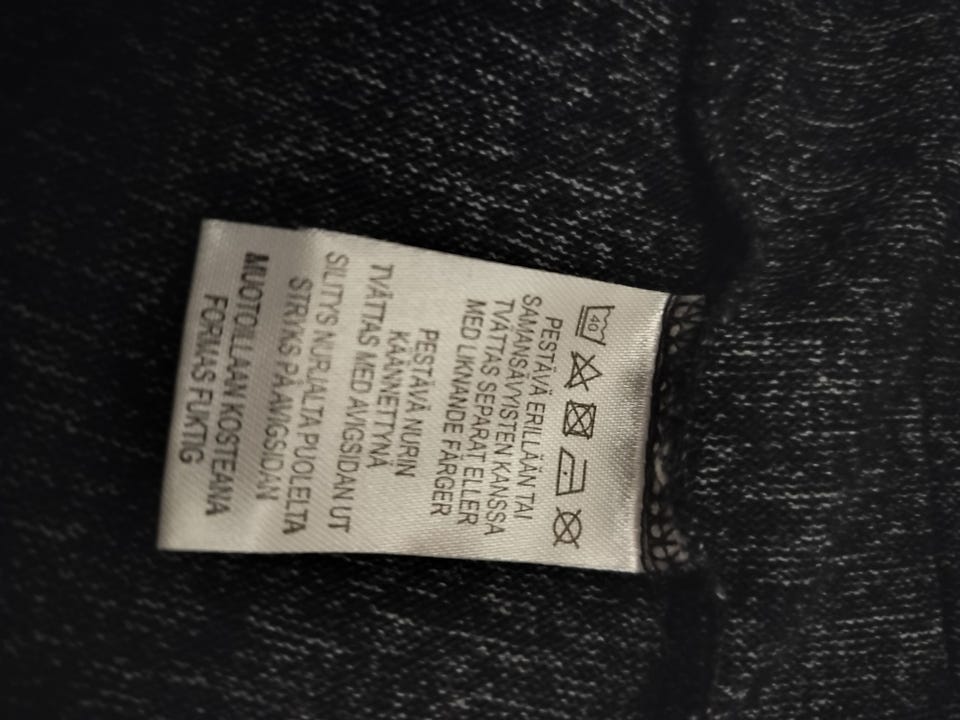 40
PESTÄVÄ ERILLÄÄN TAI
SAMANSÄVYISTEN KANSSA
TVÄTTAS SEPARAT ELLER
MED LIKNANDE FÄRGER
PESTÄVÄ NURIN
KÄÄNNETTYNÄ
TVÄTTAS MED AVIGSIDAN UT
SILITYS NURJALTA PUOLELTA
STRYKS PÅ AVIGSIDAN
MUOTOILLAAN KOSTEANA
FORMAS FUKTIG